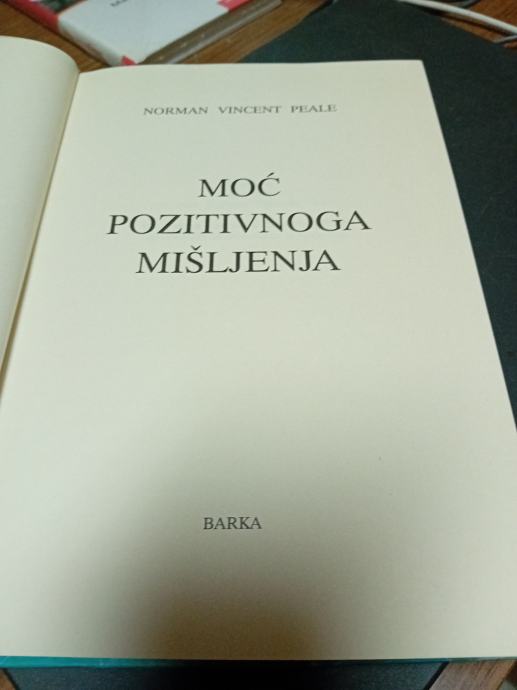 NORMAN VINCENT PEALE
MOĆ
POZITIVNOGA
MIŠLJENJA
BARKA